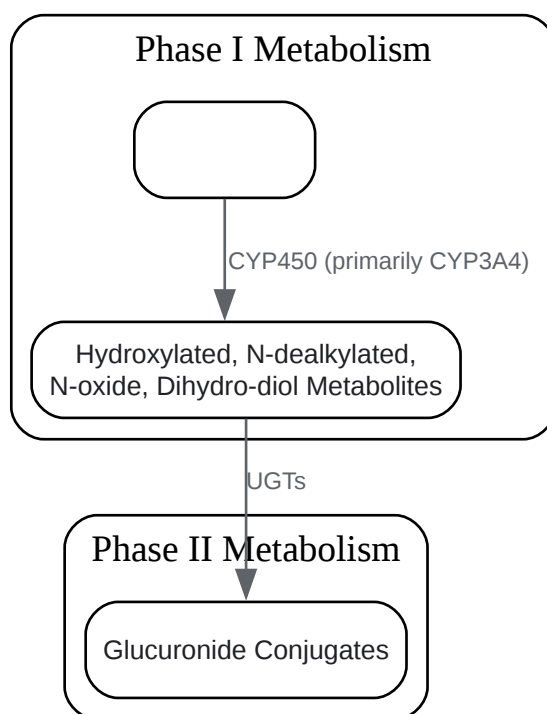 Phase I Metabolism
CYP450 (primarily CYP3A4)
Hydroxylated, N-dealkylated,
N-oxide, Dihydro-diol Metabolites
UGTs
Phase II Metabolism
Glucuronide Conjugates